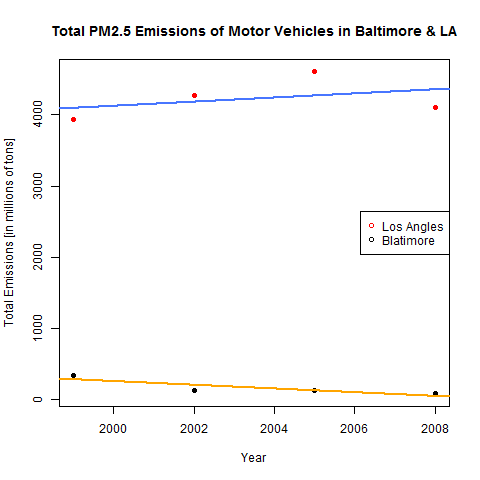 Total PM2.5 Emissions of Motor Vehicles in Baltimore & LA
Total Emissions [in millions of tons]
4000
3000
2000
1000
0
Los Angles
Blatimore
2000
2002
2004
2006
2008
Year